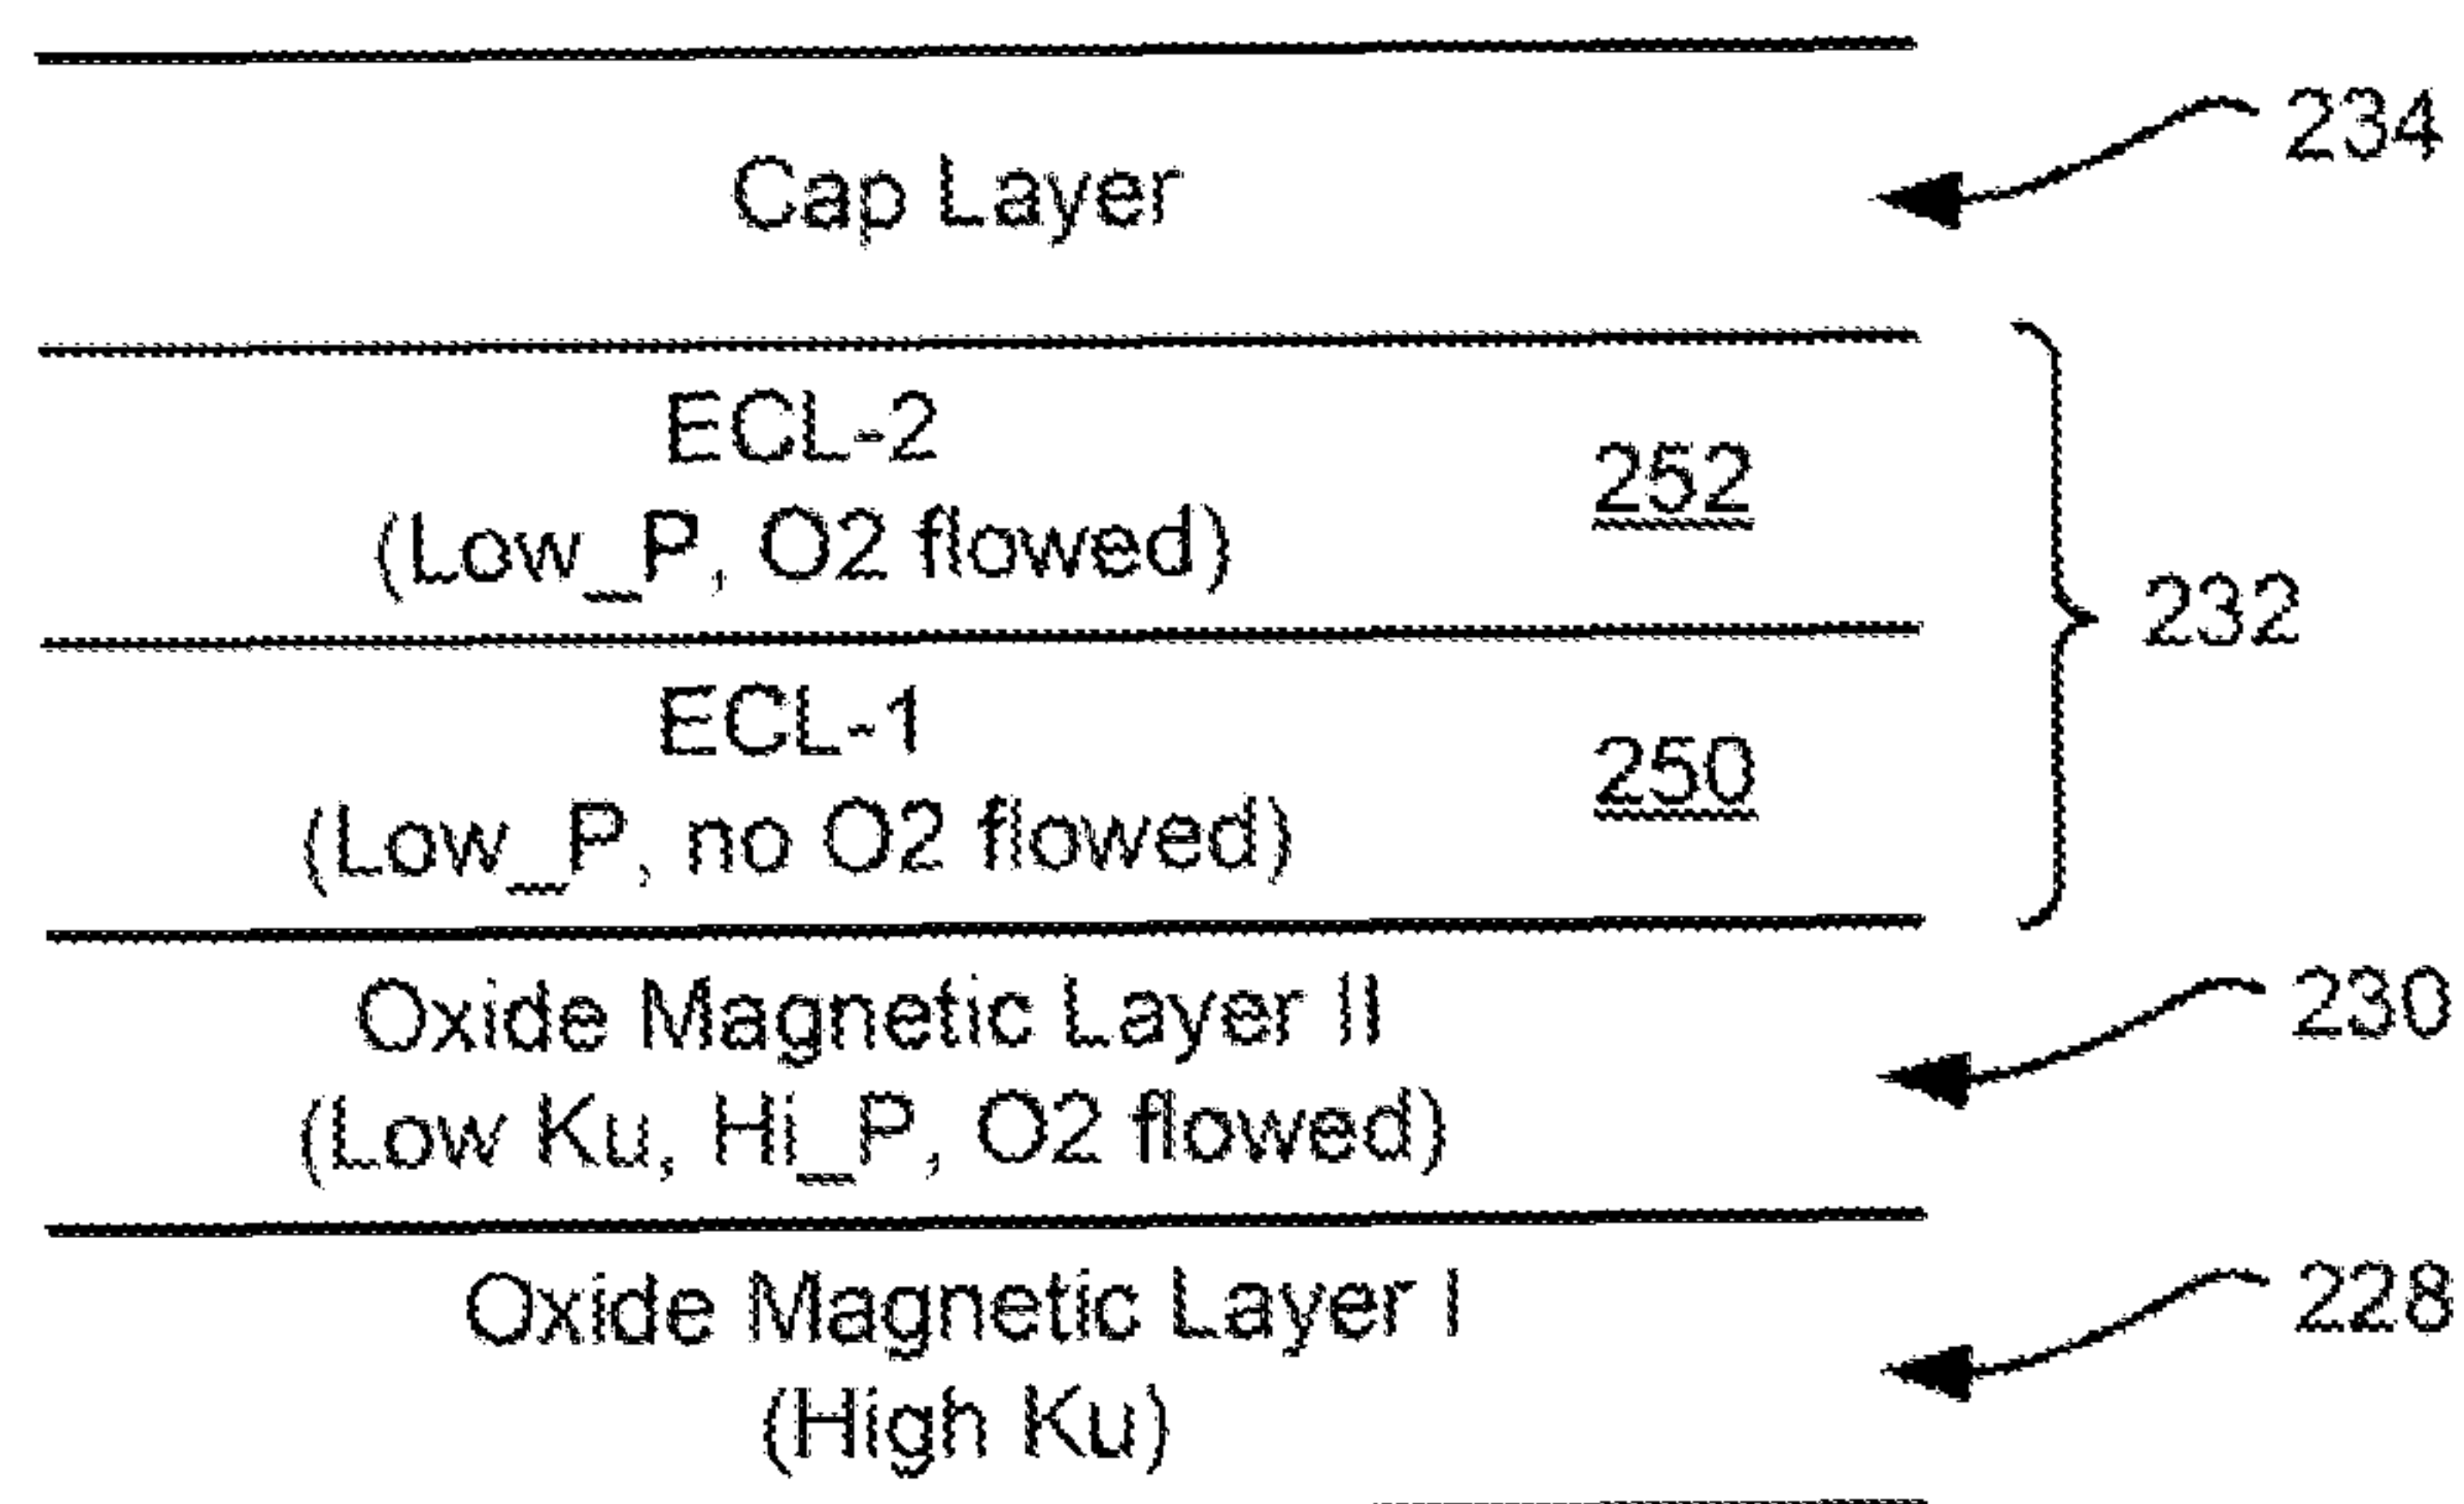 234
Cap Layer
ECL-2
252
(Low_P, O2 flowed)
232
ECL-1
250
(Low_P, no O2 flowed)
Oxide Magnetic Layer II
230
(Low Ku, Hi_P, O2 flowed)
Oxide Magnetic Layer I
228
(High Ku)